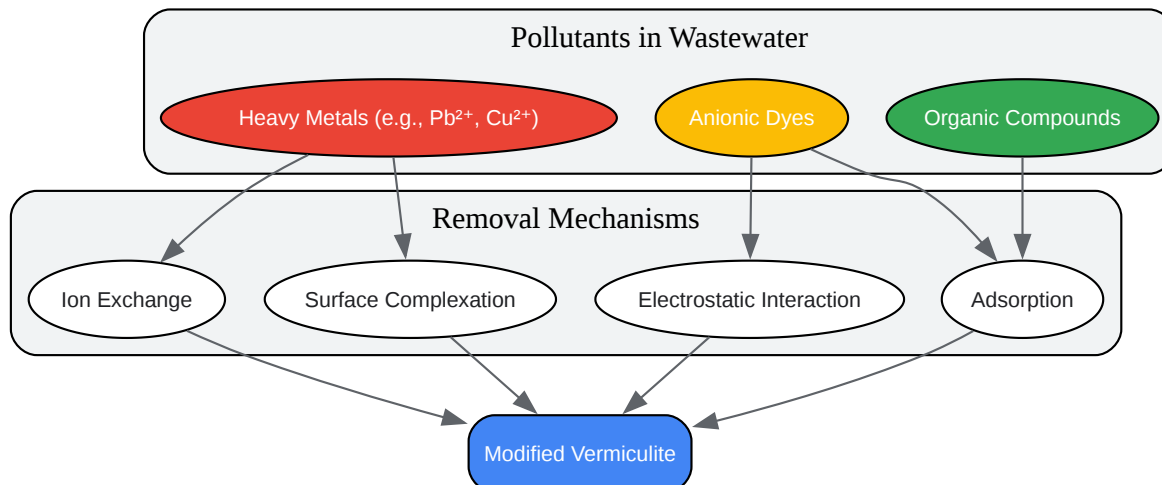 Pollutants in Wastewater
Heavy Metals (e.g., Pb²⁺, Cu²⁺)
Anionic Dyes
Organic Compounds
Removal Mechanisms
Ion Exchange
Surface Complexation
Electrostatic Interaction
Adsorption
Modified Vermiculite